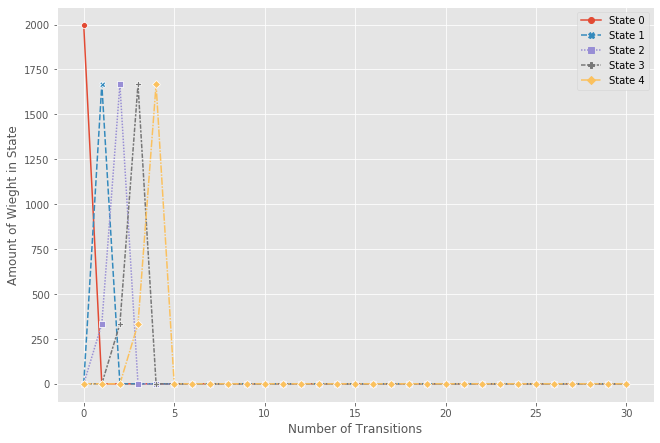 State 0
State 1
State 2
State 3
State 4
2000
1750
1500
1250
1000
750
500
250
0
Amount of Wieght in State
0 5 10 15 20 25 30
Number of Transitions